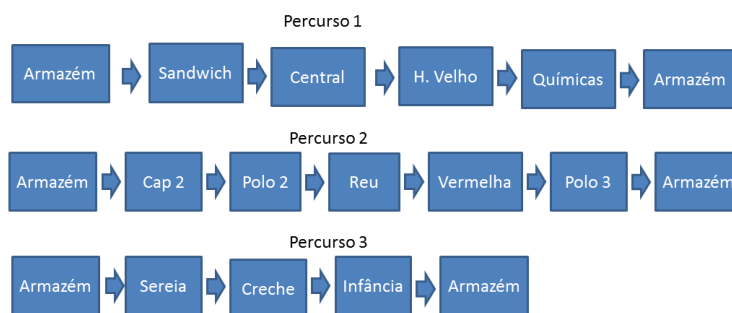 Percurso 1
Armazém Sandwich Central H. Velho Químicas Armazém
Percurso 2
Armazém Cap 2 Polo 2 Reu Vermelha Polo 3 Armazém
Percurso 3
Armazém Sereia Creche Infância Armazém